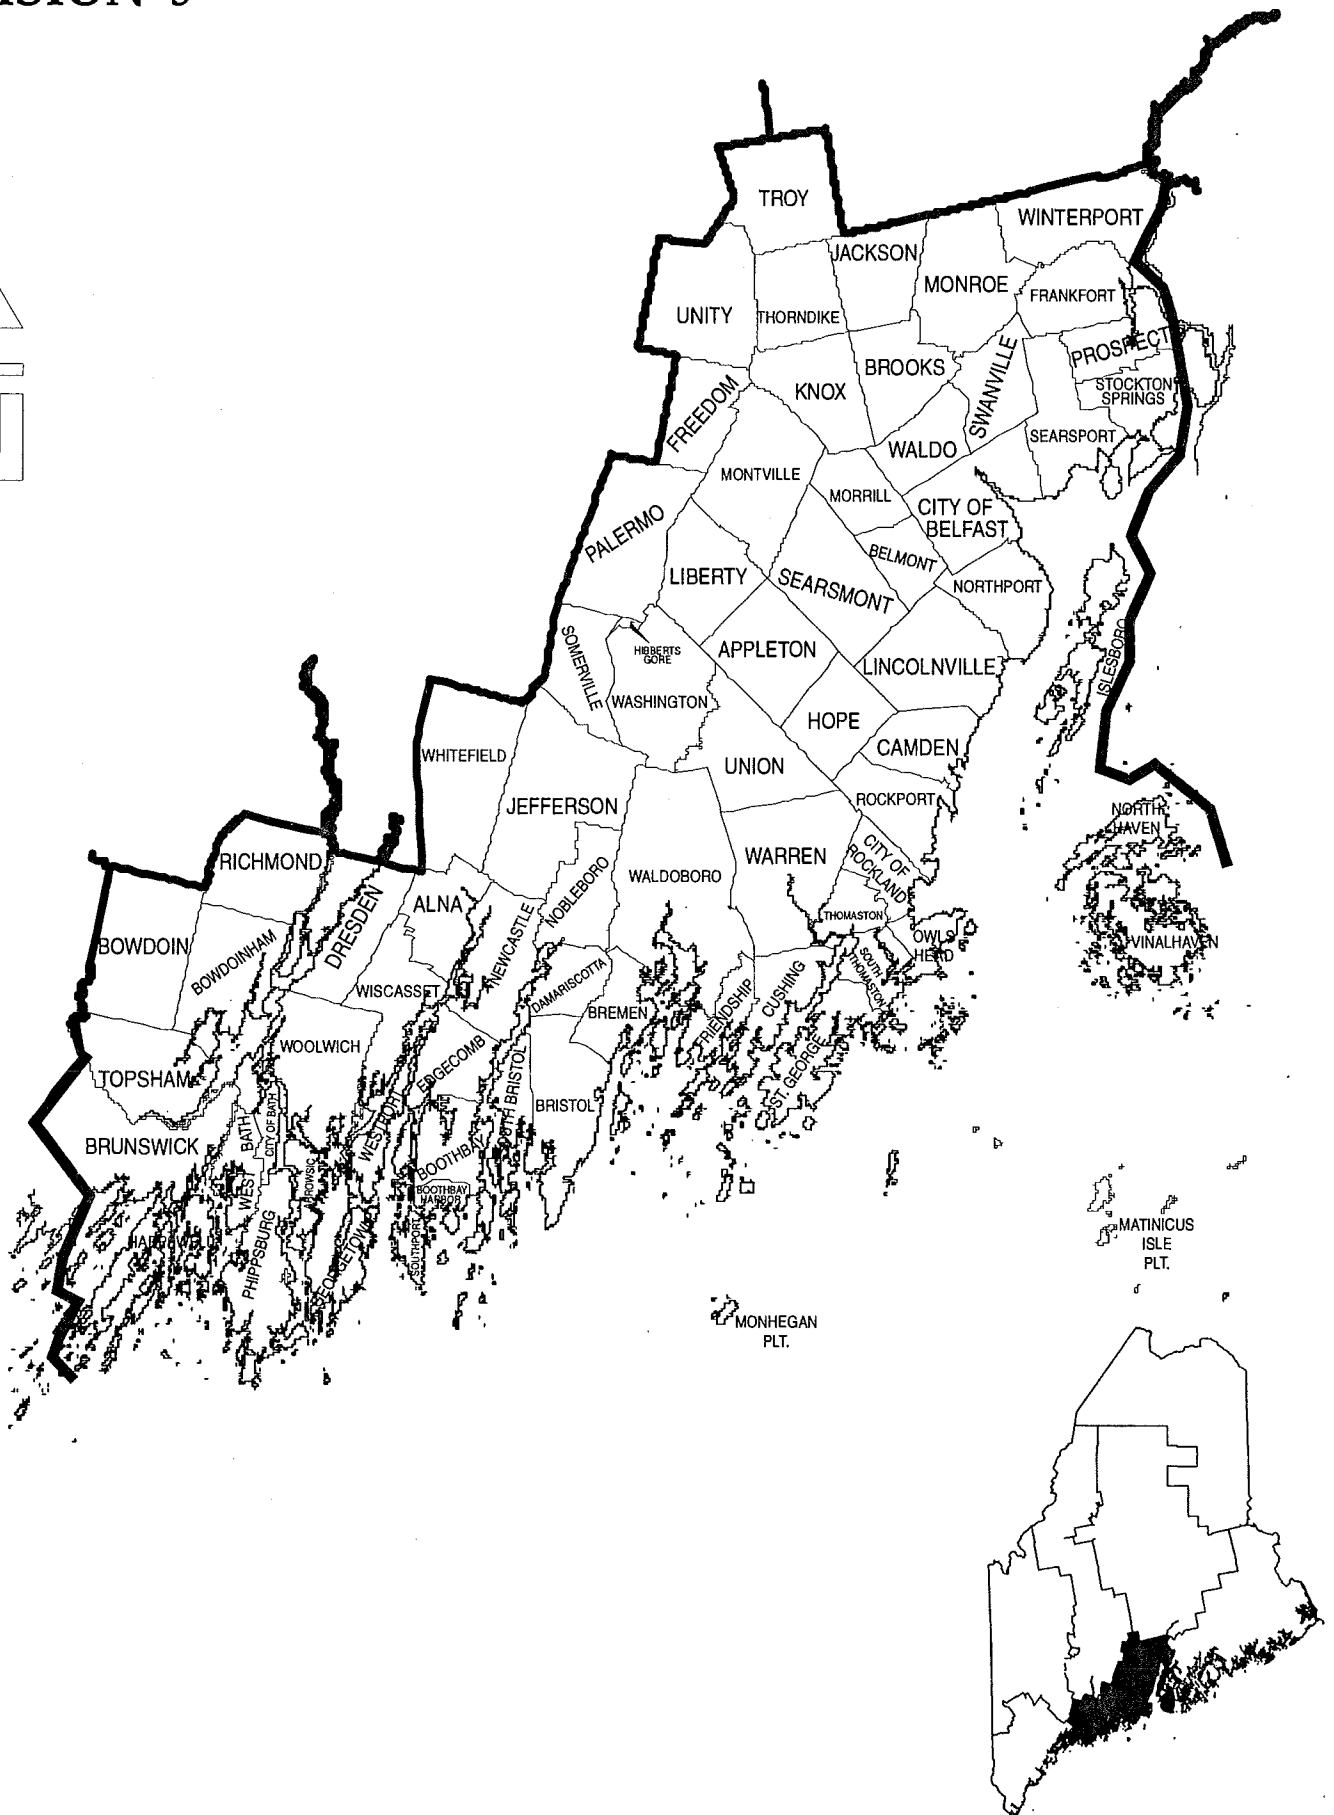 TROY
WINTERPORT
JACKSON
MONROE
FRANKFORT
UNITY
THORNDIKE
PROSPECT
SWANVILLE
BROOKS
KNOX
STOCKTON
SPRINGS
FREEDOM
SEARSPORT
WALDO
MONTVILLE
MORRILL
CITY OF
BELFAST
PALERMO
BELMONT
LIBERTY
SEARSMONT
NORTHPORT
HIBBERTS
GORE
APPLETON
SOMERVILLE
LINCOLNVILLE
ISLESBORO
WASHINGTON
HOPE
WHITEFIELD
CAMDEN
UNION
JEFFERSON
ROCKPORT
NORTH
HAVEN
RICHMOND
WARREN
CITY OF
ROCKLAND
WALDOBORO
NOBLEBORO
ALNA
THOMASTON
DRESDEN
OWLS
HEAD
BOWDOIN
NEWCASTLE
VINALHAVEN
BOWDOINHAM
SOUTH
THOMASTON
WISCASSET
DAMARISCOTTA
CUSHING
BREMEN
FRIENDSHIP
WOOLWICH
EDGECOMB
ST. GEORGE
TOPSHAM
SOUTH BRISTOL
BRISTOL
WESTPORT
CITY OF BATH
BRUNSWICK
WEST BATH
BOOTHBAY
BOOTHBAY
HARBOR
PHIPPSBURG
GEORGETOWN
SOUTHPORT
MATINICUS
ISLE
PLT.
MONHEGAN
PLT.